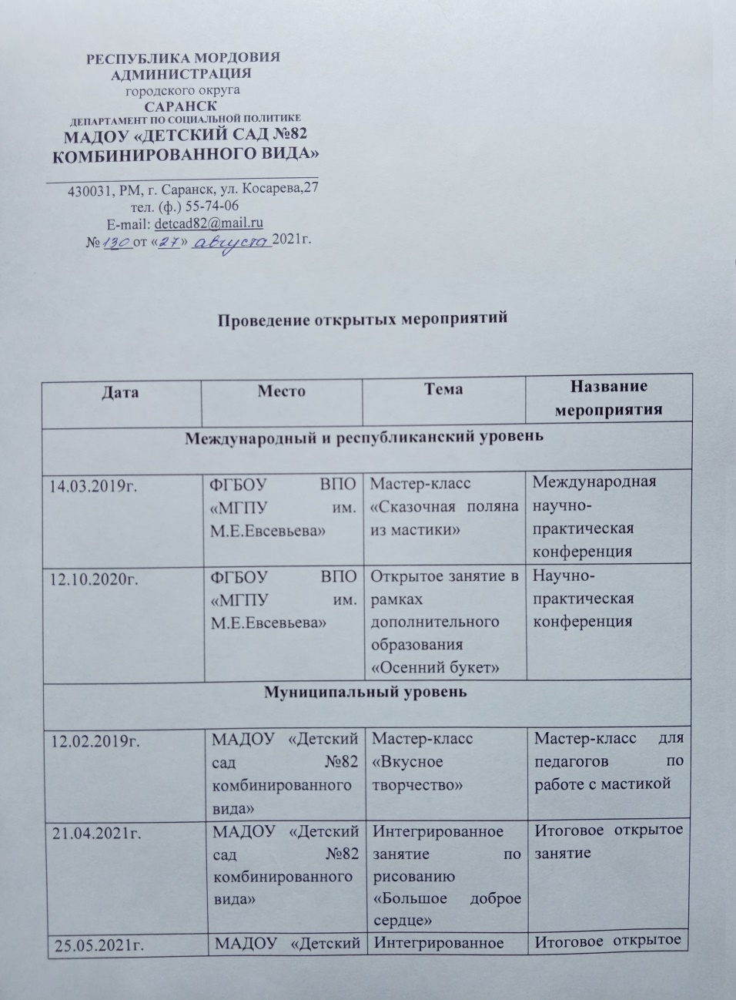 РЕСПУБЛИКА МОРДОВИЯ
АДМИНИСТРАЦИЯ
городского округа
САРАНСК
ДЕПАРТАМЕНТ ПО СОЦИАЛЬНОЙ ПОЛИТИКЕ
МАДОУ «ДЕТСКИЙ САД №82
КОМБИНИРОВАННОГО ВИДА»
430031, РМ, г. Саранск, ул. Косарева,27
тел. (ф.) 55-74-06
E-mail: detcad82@mail.ru
№ 130 от «27» августа 2021г.
Проведение открытых мероприятий
Дата
Место
Тема
Название
мероприятия
Международный и республиканский уровень
14.03.2019г.
ФГБОУ ВПО
«МГПУ им.
М.Е.Евсевьева»
Мастер-класс
«Сказочная поляна
из мастики»
Международная
научно-
практическая
конференция
12.10.2020г.
ФГБОУ ВПО
«МГПУ им.
М.Е.Евсевьева»
Открытое занятие в
рамках
дополнительного
образования
«Осенний букет»
Научно-
практическая
конференция
Муниципальный уровень
12.02.2019г.
МАДОУ «Детский
сад №82
комбинированного
вида»
Мастер-класс
«Вкусное
творчество»
Мастер-класс для
педагогов по
работе с мастикой
21.04.2021г.
МАДОУ «Детский
сад №82
комбинированного
вида»
Интегрированное
занятие по
рисованию
«Большое доброе
сердце»
Итоговое открытое
занятие
25.05.2021г.
МАДОУ «Детский
Интегрированное
Итоговое открытое